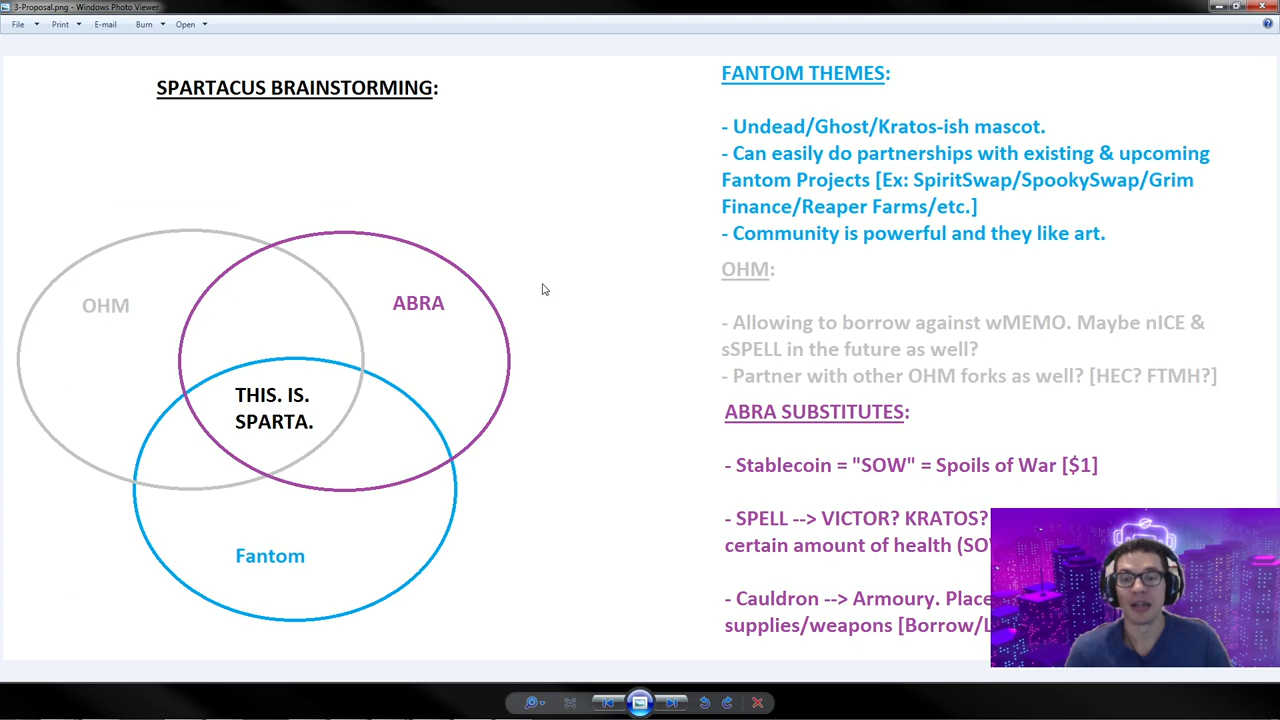 3-Proposal.png - Windows Photo Viewer
File Print E-mail Burn Open
SPARTACUS BRAINSTORMING:
OHM
ABRA
THIS. IS.
SPARTA.
Fantom
FANTOM THEMES:
- Undead/Ghost/Kratos-ish mascot.
- Can easily do partnerships with existing & upcoming
Fantom Projects [Ex: SpiritSwap/SpookySwap/Grim
Finance/Reaper Farms/etc.]
- Community is powerful and they like art.
OHM:
- Allowing to borrow against wMEMO. Maybe nICE &
sSPELL in the future as well?
- Partner with other OHM forks as well? [HEC? FTMH?]
ABRA SUBSTITUTES:
- Stablecoin = "SOW" = Spoils of War [$1]
- SPELL --> VICTOR? KRATOS?
certain amount of health (SO
- Cauldron --> Armoury. Place
supplies/weapons [Borrow/L